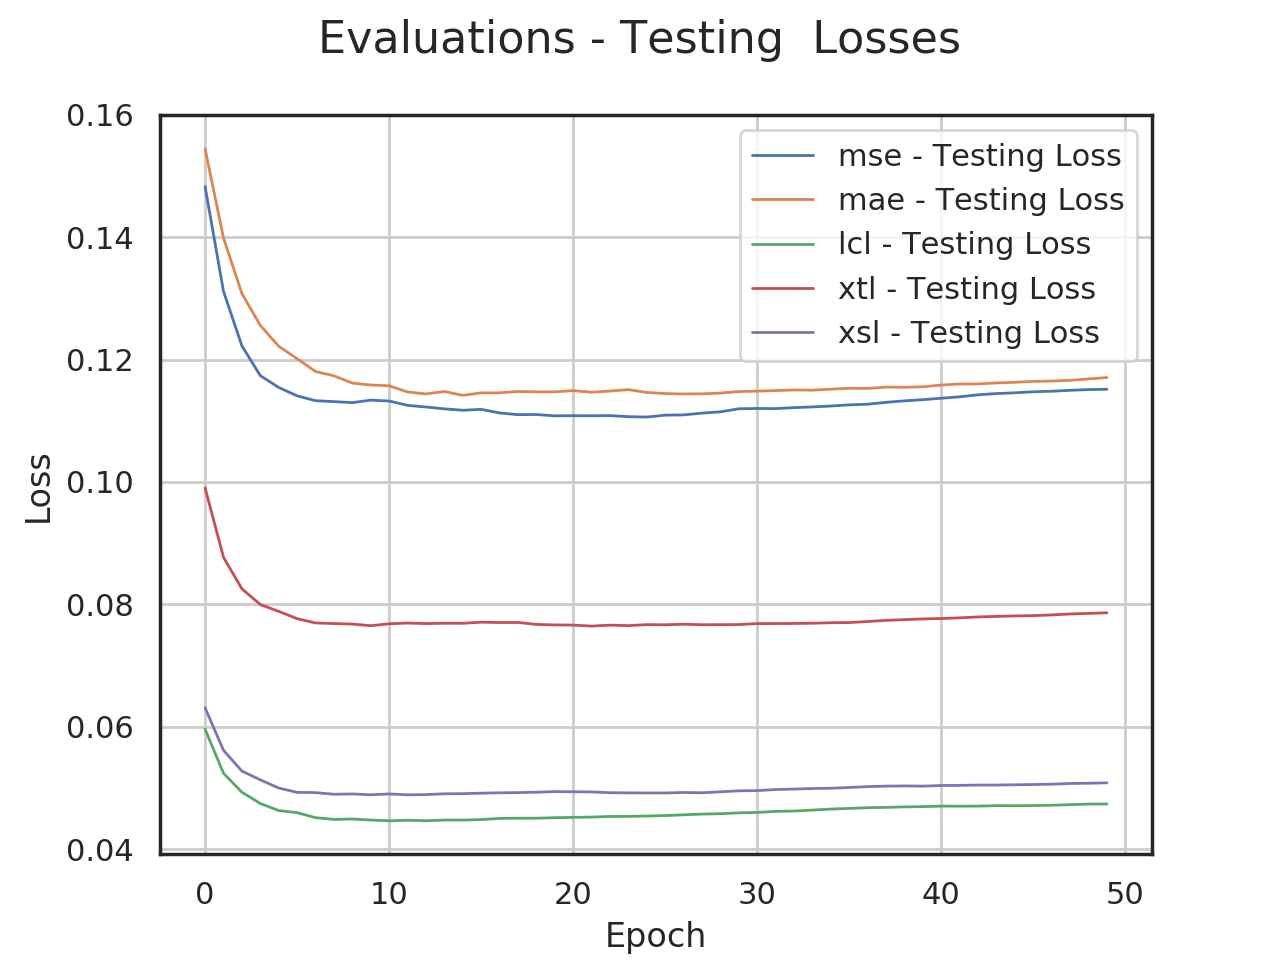 Evaluations - Testing  Losses
0.16
0.14
0.12
0.10
0.08
0.06
0.04
Loss
mse - Testing Loss
mae - Testing Loss
lcl - Testing Loss
xtl - Testing Loss
xsl - Testing Loss
0 10 20 30 40 50
Epoch